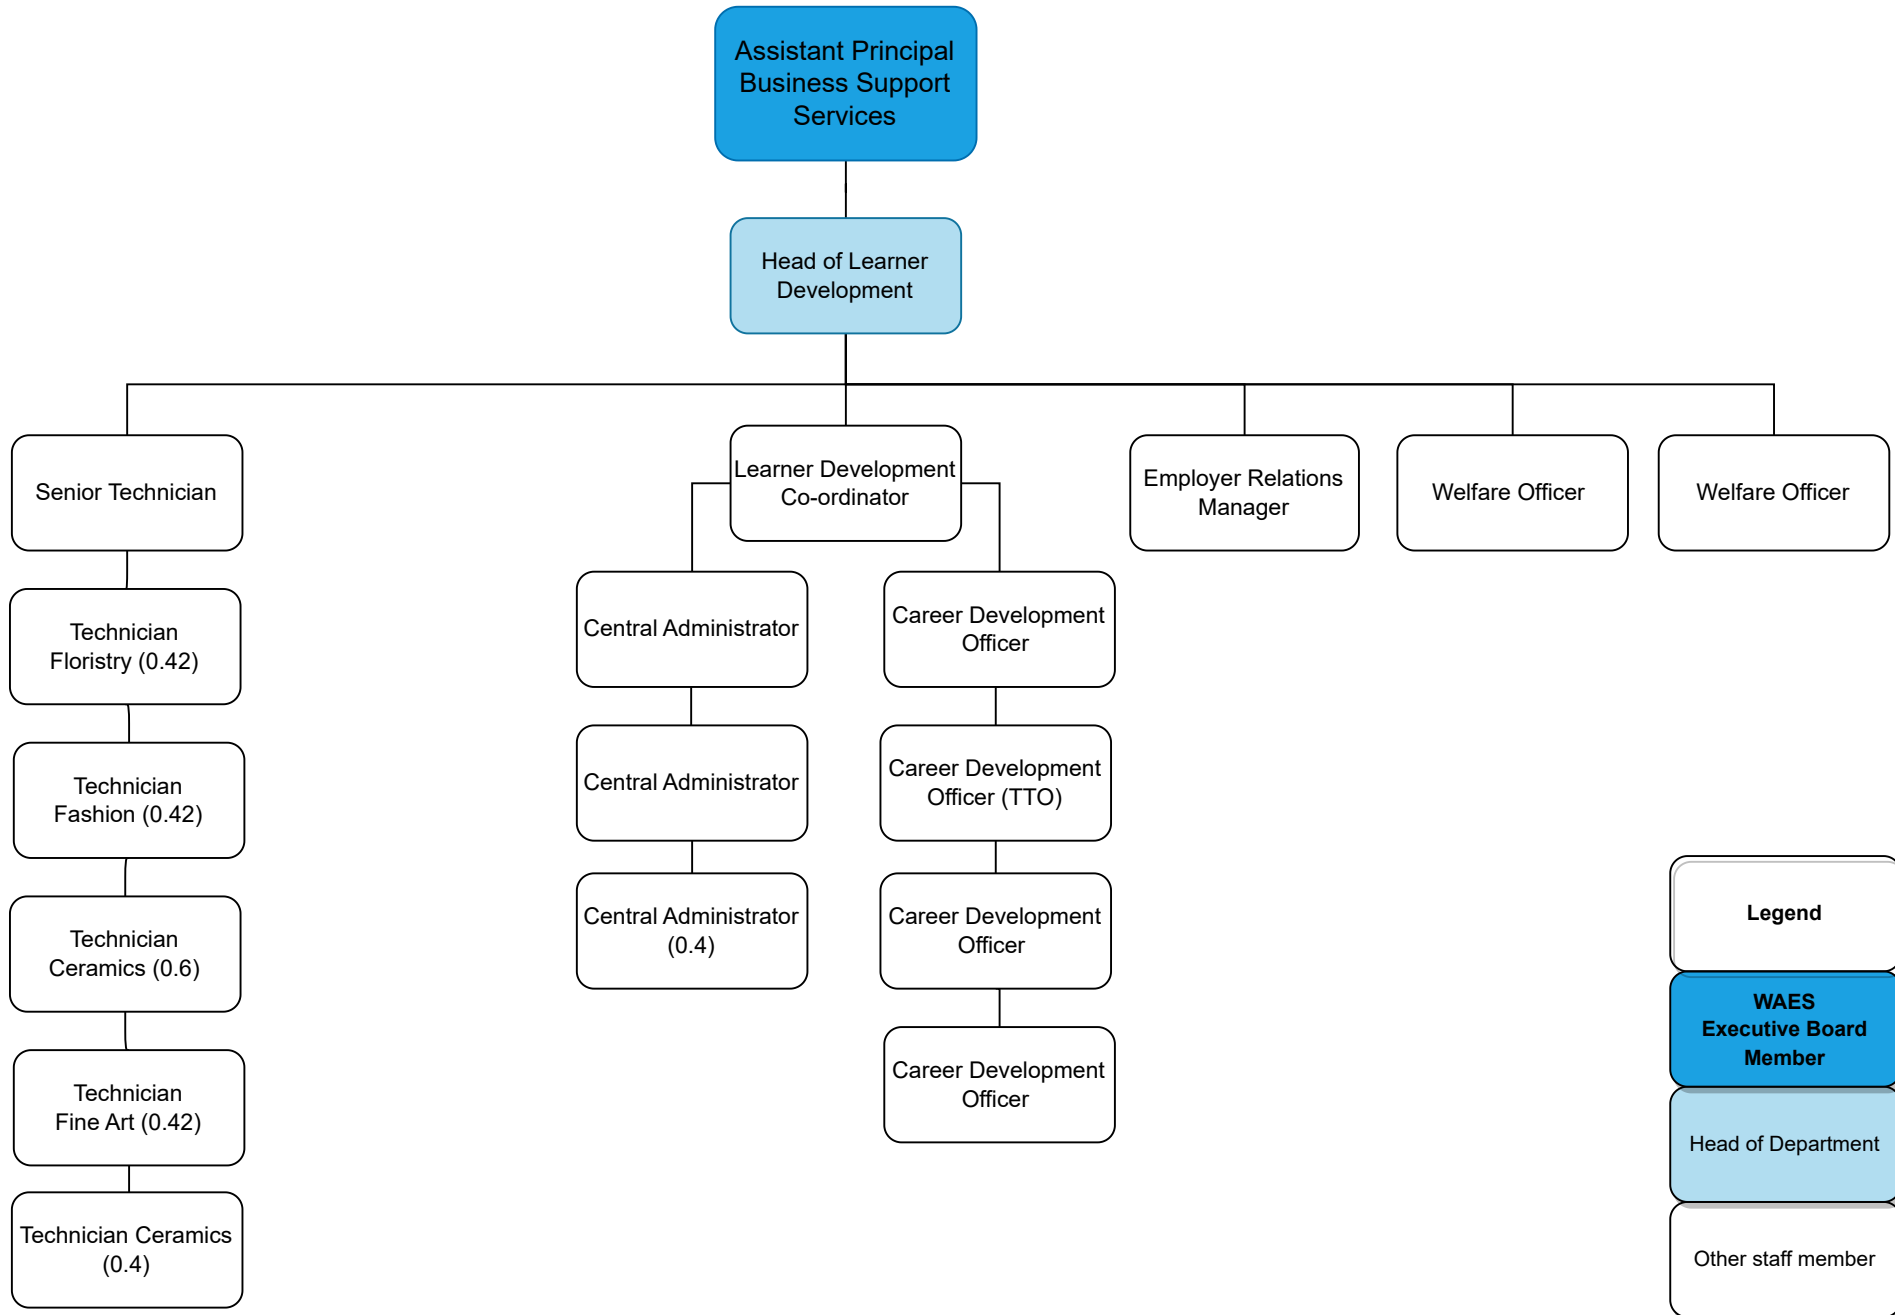 Assistant Principal
Business Support
Services
Head of Learner
Development
Senior Technician
Learner Development
Co-ordinator
Employer Relations
Manager
Welfare Officer
Welfare Officer
Technician
Floristry (0.42)
Technician
Fashion (0.42)
Technician
Ceramics (0.6)
Technician
Fine Art (0.42)
Technician Ceramics
(0.4)
Central Administrator
Central Administrator
Central Administrator
(0.4)
Career Development
Officer
Career Development
Officer (TTO)
Career Development
Officer
Career Development
Officer
Legend
WAES
Executive Board
Member
Head of Department
Other staff member